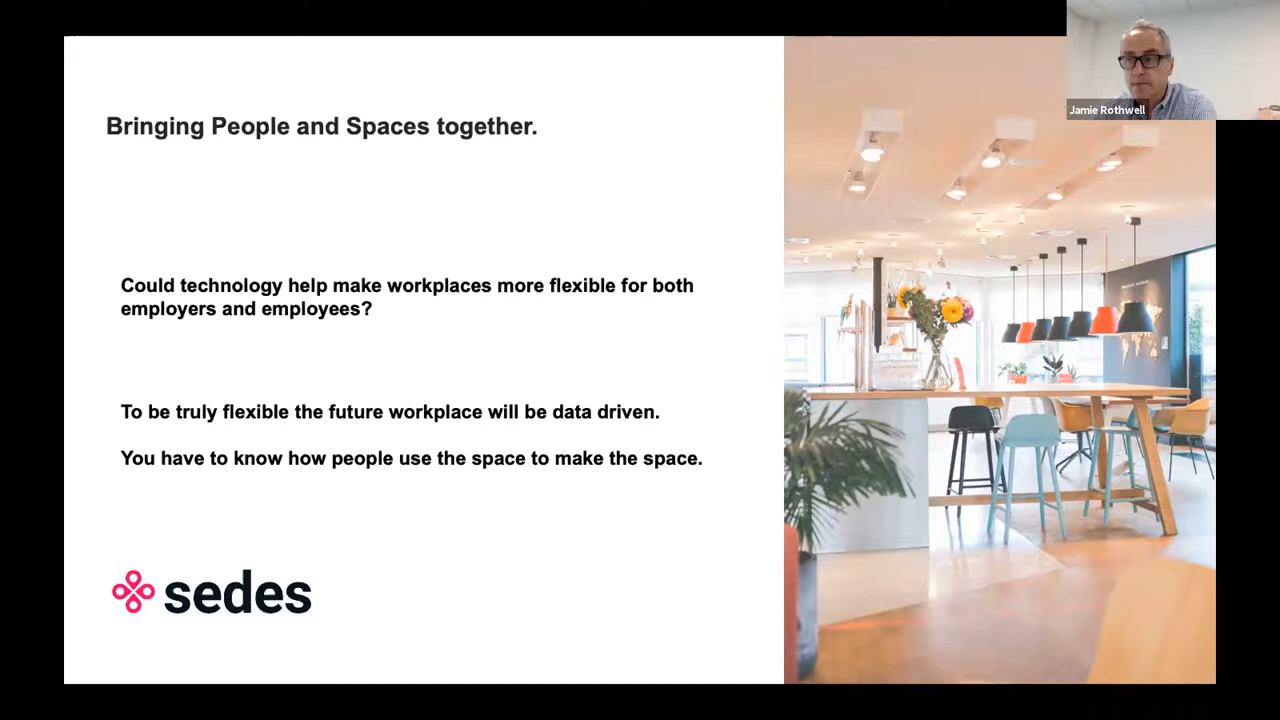 Jamie Rothwell
Bringing People and Spaces together.
Could technology help make workplaces more flexible for both
employers and employees?
To be truly flexible the future workplace will be data driven.
You have to know how people use the space to make the space.
sedes